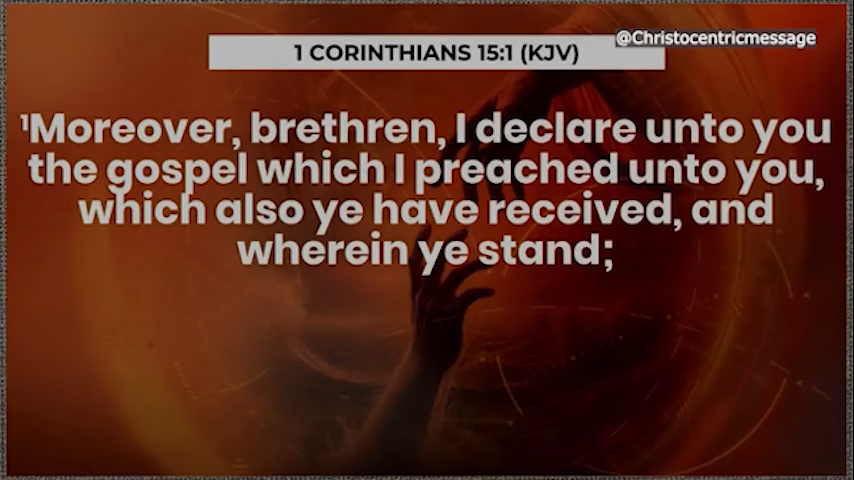 @Christocentricmessage
1 CORINTHIANS 15:1 (KJV)
¹Moreover, brethren, I declare unto you
the gospel which I preached unto you,
which also ye have received, and
wherein ye stand;